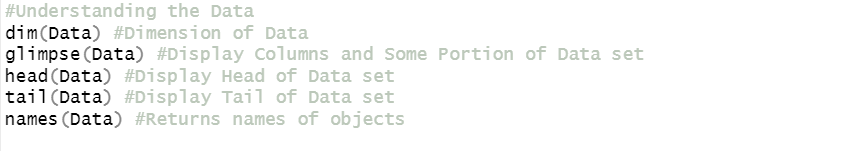 #Understanding the Data
dim(Data) #Dimension of Data
glimpse(Data) #Display Columns and Some Portion of Data set
head(Data) #Display Head of Data set
tail(Data) #Display Tail of Data set
names(Data) #Returns names of objects